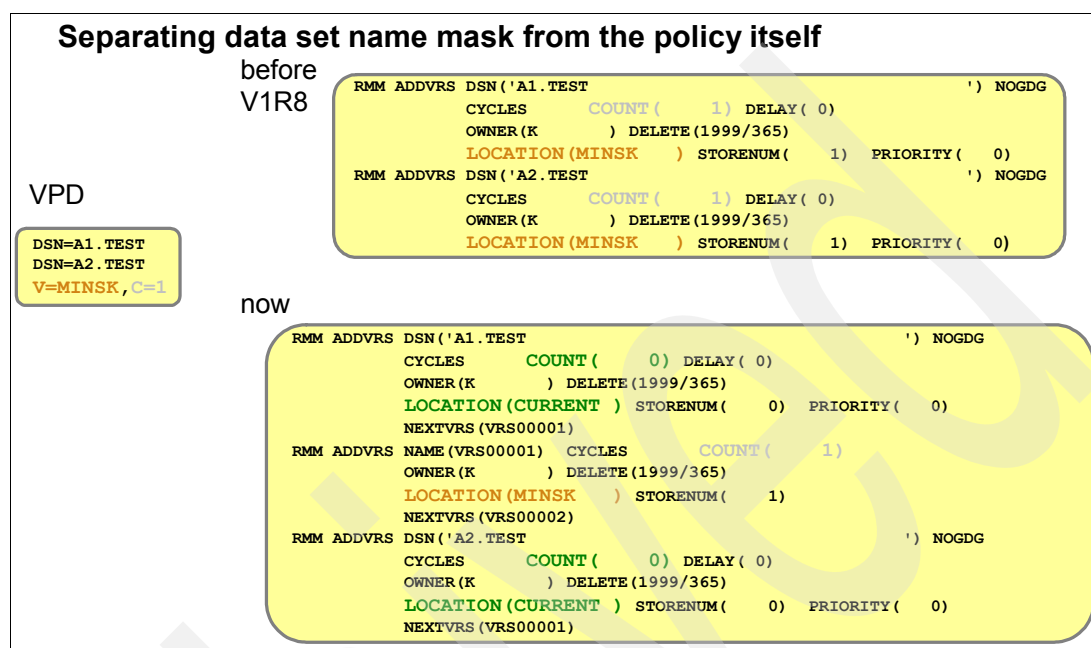 Separating data set name mask from the policy itself
before
V1R8
RMM ADDVRS DSN('A1.TEST ') NOGDG
CYCLES COUNT( 1) DELAY( 0)
OWNER(K ) DELETE(1999/365)
LOCATION(MINSK ) STORENUM( 1) PRIORITY( 0)
RMM ADDVRS DSN('A2.TEST ') NOGDG
CYCLES COUNT( 1) DELAY( 0)
OWNER(K ) DELETE(1999/365)
LOCATION(MINSK ) STORENUM( 1) PRIORITY( 0)
VPD
DSN=A1.TEST
DSN=A2.TEST
V=MINSK,C=1
now
RMM ADDVRS DSN('A1.TEST ') NOGDG
CYCLES COUNT( 0) DELAY( 0)
OWNER(K ) DELETE(1999/365)
LOCATION(CURRENT ) STORENUM( 0) PRIORITY( 0)
NEXTVRS(VRS00001)
RMM ADDVRS NAME(VRS00001) CYCLES COUNT( 1)
OWNER(K ) DELETE(1999/365)
LOCATION(MINSK ) STORENUM( 1)
NEXTVRS(VRS00002)
RMM ADDVRS DSN('A2.TEST ') NOGDG
CYCLES COUNT( 0) DELAY( 0)
OWNER(K ) DELETE(1999/365)
LOCATION(CURRENT ) STORENUM( 0) PRIORITY( 0)
NEXTVRS(VRS00001)